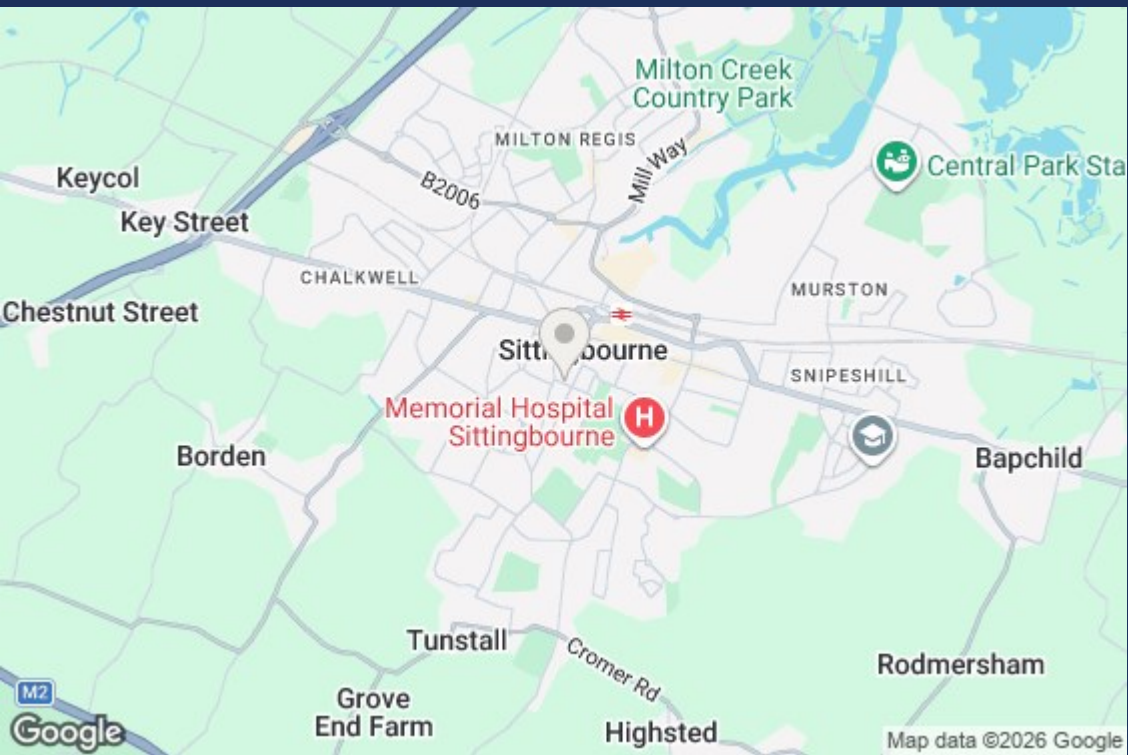 Milton Creek
Country Park
MILTON REGIS
Mill Way
Central Park Sta
Keycol
B2006
Key Street
CHALKWELL
MURSTON
Chestnut Street
Sittingbourne
SNIPESHILL
Memorial Hospital
Sittingbourne
H
Borden
Bapchild
Tunstall
Cromer Rd
Rodmersham
M2
Grove
End Farm
Highsted
Google
Map data ©2026 Google